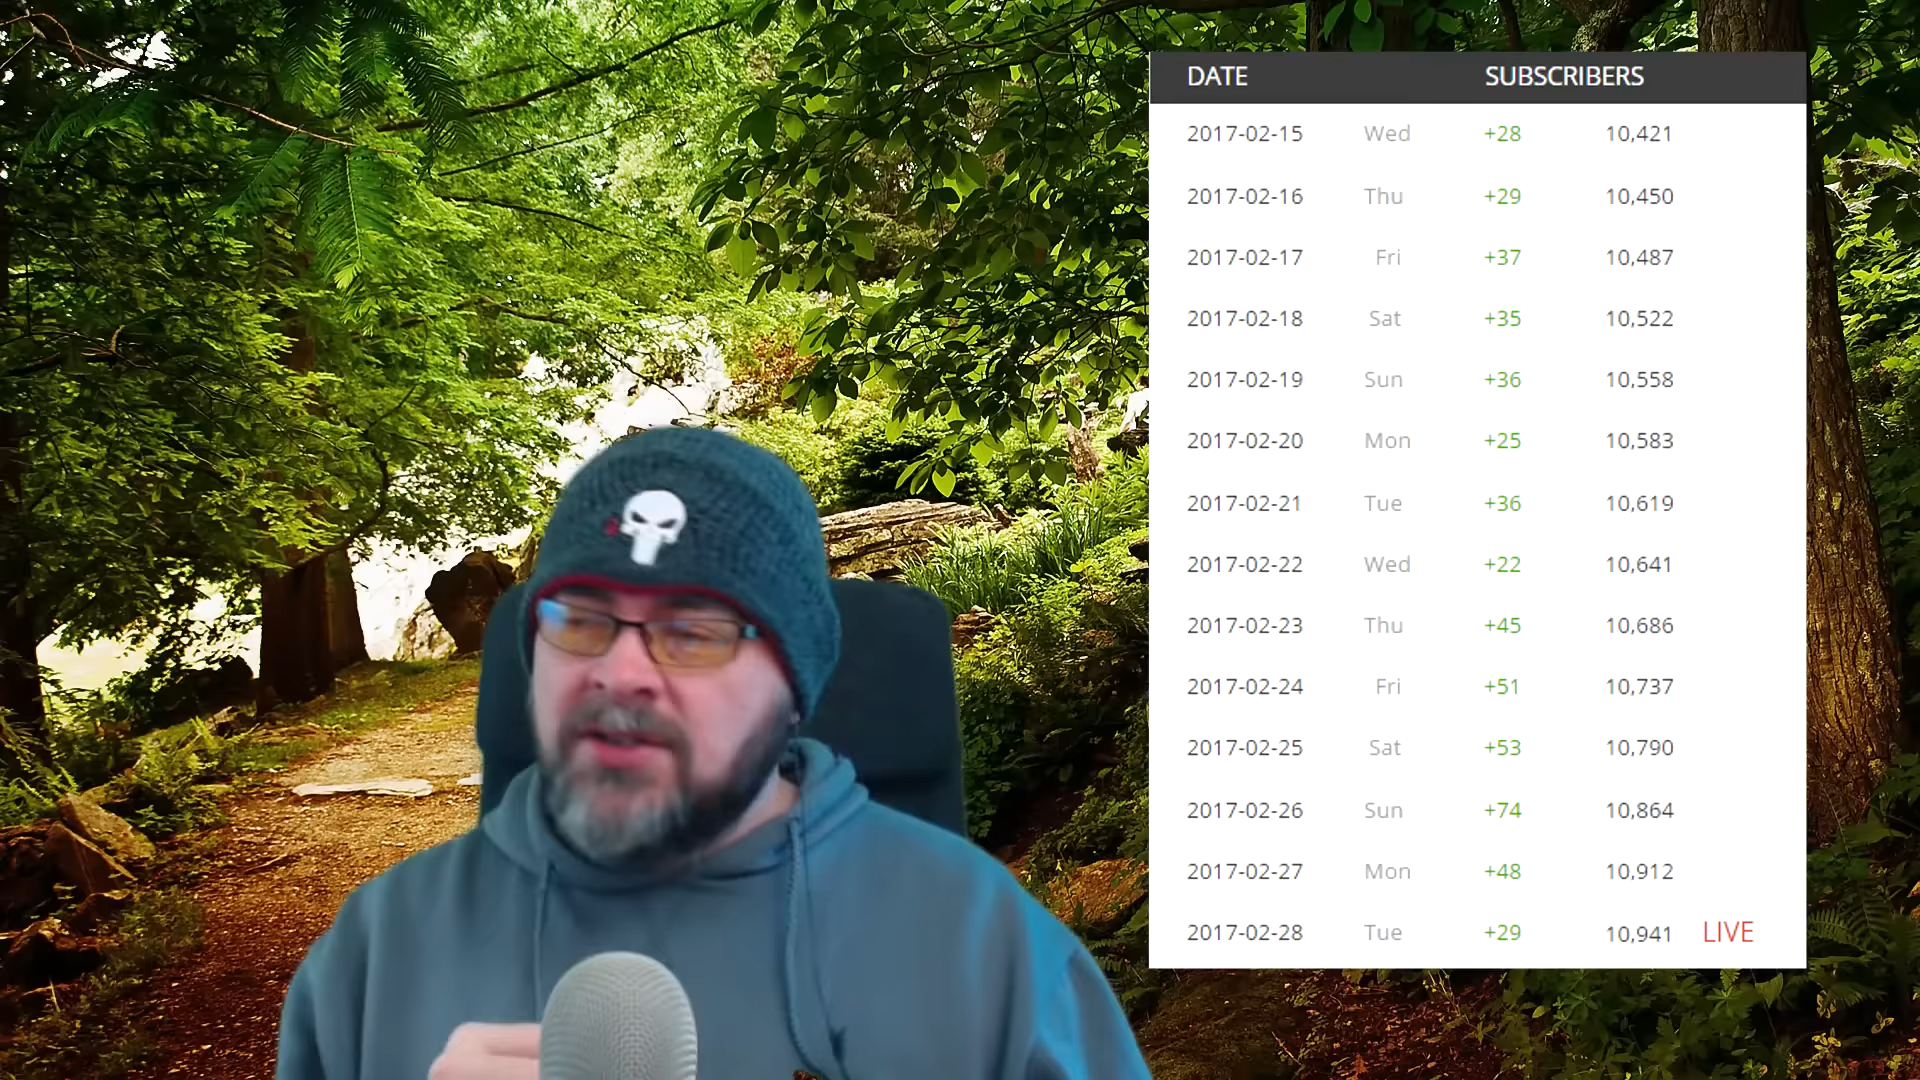 DATE SUBSCRIBERS
2017-02-15 Wed +28 10,421
2017-02-16 Thu +29 10,450
2017-02-17 Fri +37 10,487
2017-02-18 Sat +35 10,522
2017-02-19 Sun +36 10,558
2017-02-20 Mon +25 10,583
2017-02-21 Tue +36 10,619
2017-02-22 Wed +22 10,641
2017-02-23 Thu +45 10,686
2017-02-24 Fri +51 10,737
2017-02-25 Sat +53 10,790
2017-02-26 Sun +74 10,864
2017-02-27 Mon +48 10,912
2017-02-28 Tue +29 10,941 LIVE